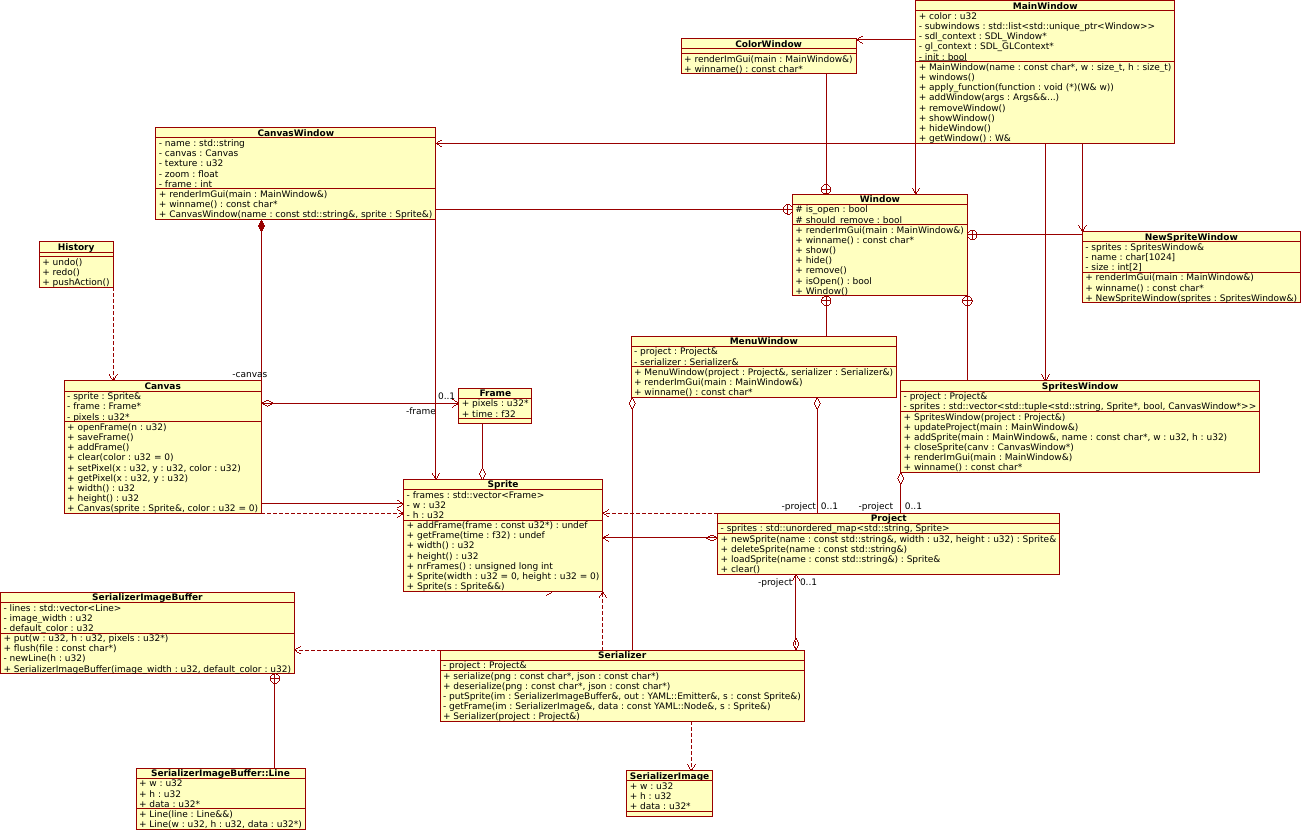 MainWindow
+ color : u32
- subwindows : std::list<std::unique_ptr<Window>>
- sdl_context : SDL_Window*
- gl_context : SDL_GLContext*
- init : bool
+ MainWindow(name : const char*, w : size_t, h : size_t)
+ windows()
+ apply_function(function : void (*)(W& w))
+ addWindow(args : Args&&...)
+ removeWindow()
+ showWindow()
+ hideWindow()
+ getWindow() : W&
ColorWindow
+ renderImGui(main : MainWindow&)
+ winname() : const char*
CanvasWindow
- name : std::string
- canvas : Canvas
- texture : u32
- zoom : float
- frame : int
+ renderImGui(main : MainWindow&)
+ winname() : const char*
+ CanvasWindow(name : const std::string&, sprite : Sprite&)
Window
# is_open : bool
# should_remove : bool
+ renderImGui(main : MainWindow&)
+ winname() : const char*
+ show()
+ hide()
+ remove()
+ isOpen() : bool
+ Window()
NewSpriteWindow
- sprites : SpritesWindow&
- name : char[1024]
- size : int[2]
+ renderImGui(main : MainWindow&)
+ winname() : const char*
+ NewSpriteWindow(sprites : SpritesWindow&)
History
+ undo()
+ redo()
+ pushAction()
MenuWindow
- project : Project&
- serializer : Serializer&
+ MenuWindow(project : Project&, serializer : Serializer&)
+ renderImGui(main : MainWindow&)
+ winname() : const char*
-canvas
Canvas
- sprite : Sprite&
- frame : Frame*
- pixels : u32*
+ openFrame(n : u32)
+ saveFrame()
+ addFrame()
+ clear(color : u32 = 0)
+ setPixel(x : u32, y : u32, color : u32)
+ getPixel(x : u32, y : u32)
+ width() : u32
+ height() : u32
+ Canvas(sprite : Sprite&, color : u32 = 0)
0..1
-frame
Frame
+ pixels : u32*
+ time : f32
SpritesWindow
- project : Project&
- sprites : std::vector<std::tuple<std::string, Sprite*, bool, CanvasWindow*>>
+ SpritesWindow(project : Project&)
+ updateProject(main : MainWindow&)
+ addSprite(main : MainWindow&, name : const char*, w : u32, h : u32)
+ closeSprite(canv : CanvasWindow*)
+ renderImGui(main : MainWindow&)
+ winname() : const char*
Sprite
- frames : std::vector<Frame>
- w : u32
- h : u32
+ addFrame(frame : const u32*) : undef
+ getFrame(time : f32) : undef
+ width() : u32
+ height() : u32
+ nrFrames() : unsigned long int
+ Sprite(width : u32 = 0, height : u32 = 0)
+ Sprite(s : Sprite&&)
-project 0..1
-project 0..1
Project
- sprites : std::unordered_map<std::string, Sprite>
+ newSprite(name : const std::string&, width : u32, height : u32) : Sprite&
+ deleteSprite(name : const std::string&)
+ loadSprite(name : const std::string&) : Sprite&
+ clear()
-project 0..1
SerializerImageBuffer
- lines : std::vector<Line>
- image_width : u32
- default_color : u32
+ put(w : u32, h : u32, pixels : u32*)
+ flush(file : const char*)
- newLine(h : u32)
+ SerializerImageBuffer(image_width : u32, default_color : u32)
Serializer
- project : Project&
+ serialize(png : const char*, json : const char*)
+ deserialize(png : const char*, json : const char*)
- putSprite(im : SerializerImageBuffer&, out : YAML::Emitter&, s : const Sprite&)
- getFrame(im : SerializerImage&, data : const YAML::Node&, s : Sprite&)
+ Serializer(project : Project&)
SerializerImageBuffer::Line
+ w : u32
+ h : u32
+ data : u32*
+ Line(line : Line&&)
+ Line(w : u32, h : u32, data : u32*)
SerializerImage
+ w : u32
+ h : u32
+ data : u32*